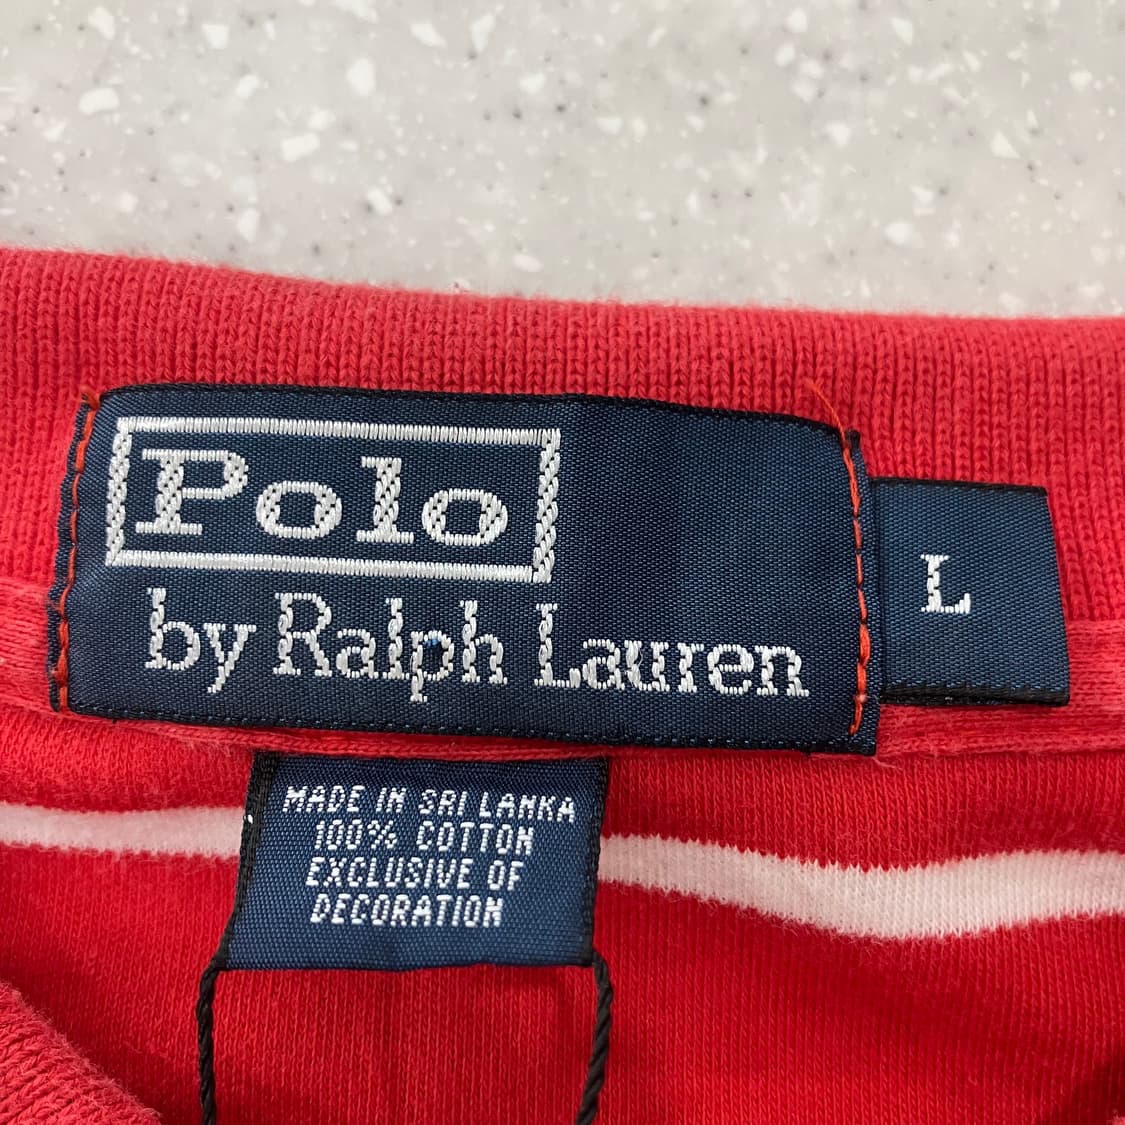 Polo
by Ralph Lauren
L
MADE IN SRI LANKA
100% COTTON
EXCLUSIVE OF
DECORATION